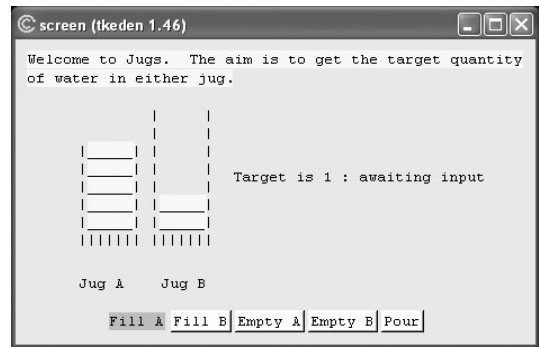 screen (tkeden 1.46)
Welcome to Jugs. The aim is to get the target quantity
of water in either jug.
Target is 1 : awaiting input
Jug A Jug B
Fill A Fill B Empty A Empty B Pour